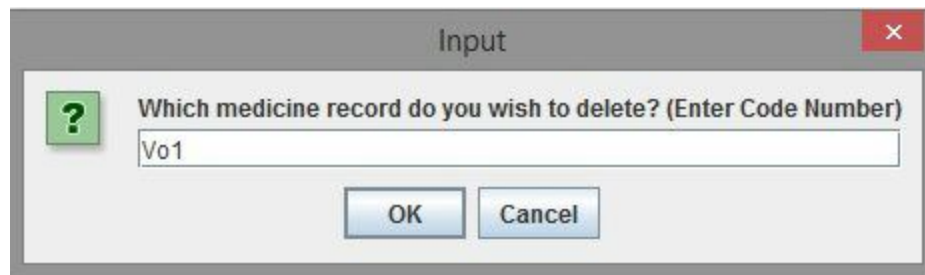 Input
Which medicine record do you wish to delete? (Enter Code Number)
Vo1
OK Cancel